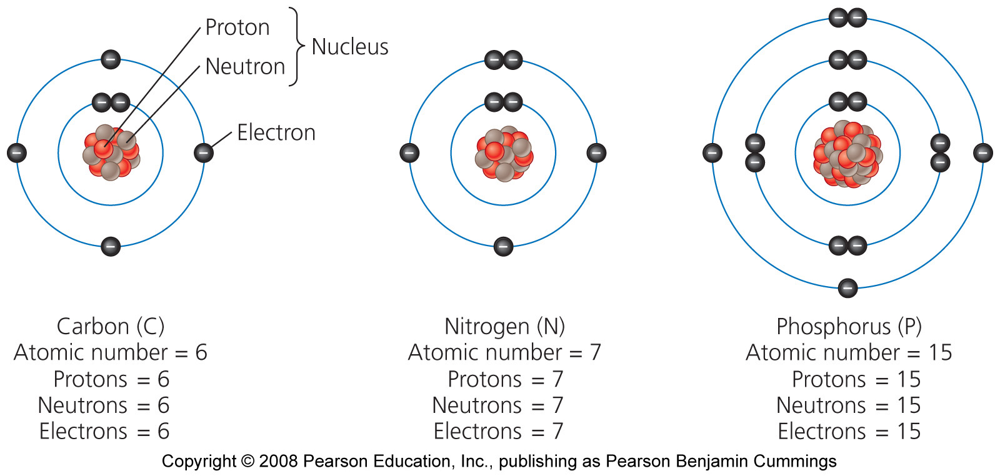 Proton
Neutron
Nucleus
Electron
Carbon (C)
Atomic number = 6
Protons = 6
Neutrons = 6
Electrons = 6
Nitrogen (N)
Atomic number = 7
Protons = 7
Neutrons = 7
Electrons = 7
Phosphorus (P)
Atomic number = 15
Protons = 15
Neutrons = 15
Electrons = 15
Copyright © 2008 Pearson Education, Inc., publishing as Pearson Benjamin Cummings